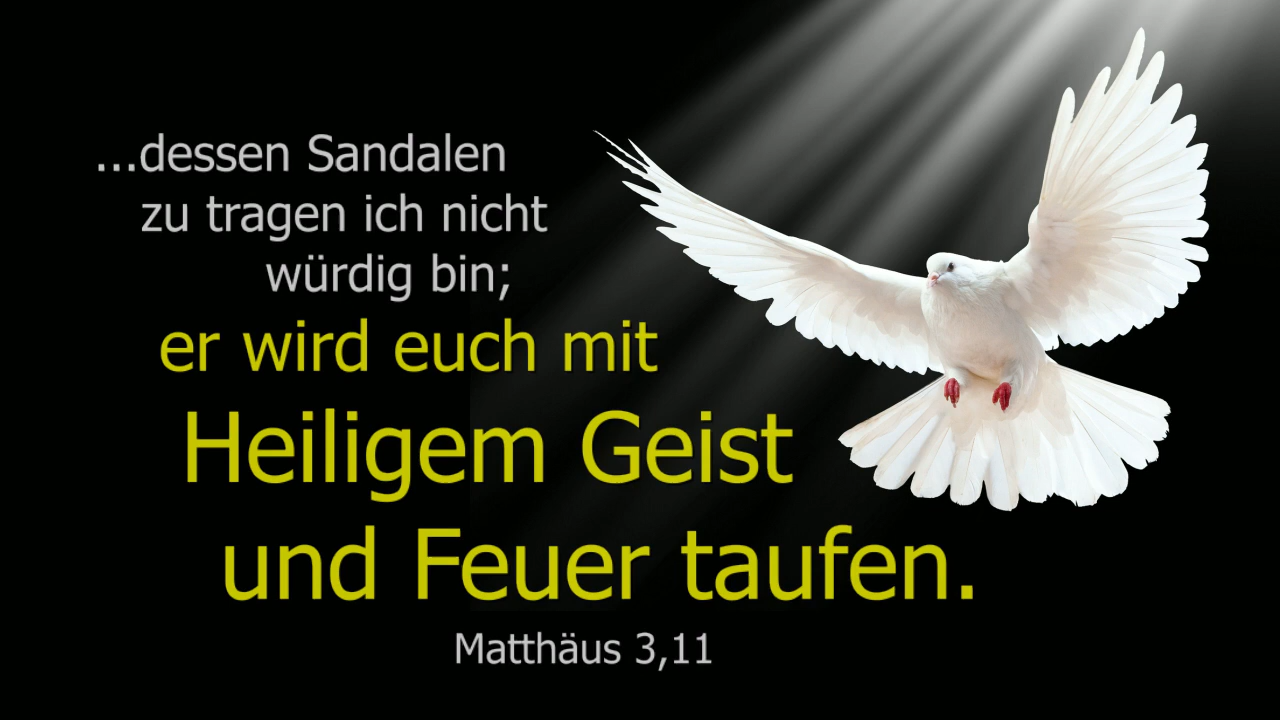 ...dessen Sandalen
zu tragen ich nicht
würdig bin;
er wird euch mit
Heiligem Geist
und Feuer taufen.
Matthäus 3,11